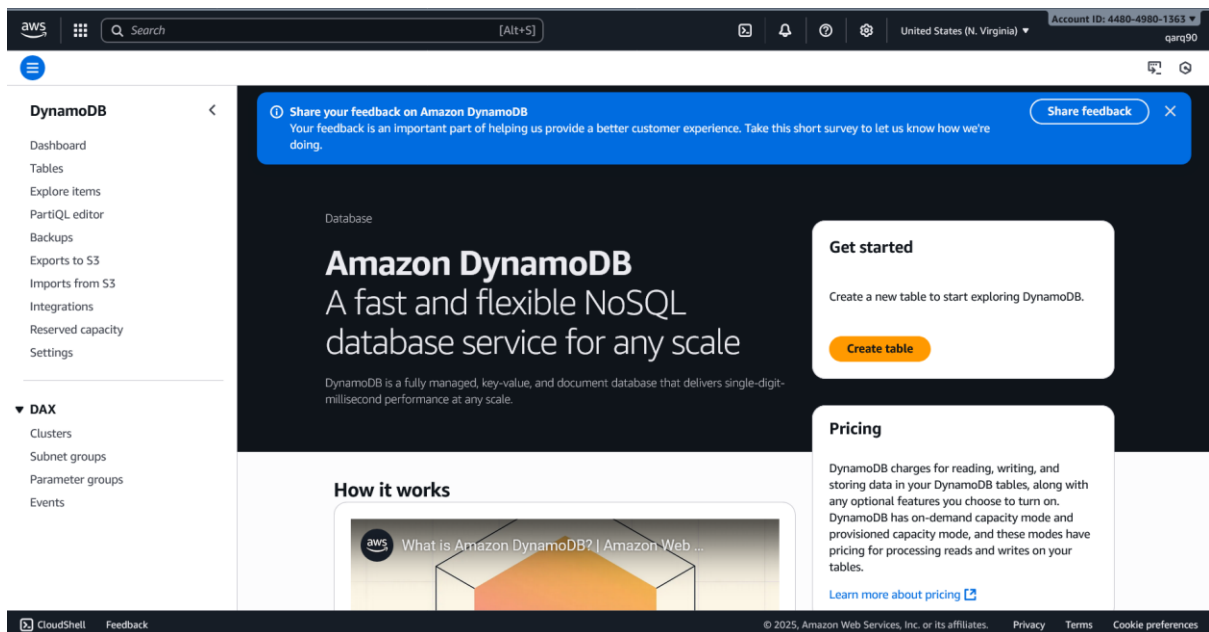 aws
Search
[Alt+S]
United States (N. Virginia) ▼
Account ID: 4480-4980-1363 ▼
qarq90
DynamoDB
Dashboard
Tables
Explore items
PartiQL editor
Backups
Exports to S3
Imports from S3
Integrations
Reserved capacity
Settings
▼ DAX
Clusters
Subnet groups
Parameter groups
Events
Share your feedback on Amazon DynamoDB
Your feedback is an important part of helping us provide a better customer experience. Take this short survey to let us know how we're
doing.
Share feedback
Database
Amazon DynamoDB
A fast and flexible NoSQL
database service for any scale
DynamoDB is a fully managed, key-value, and document database that delivers single-digit-
millisecond performance at any scale.
Get started
Create a new table to start exploring DynamoDB.
Create table
Pricing
DynamoDB charges for reading, writing, and
storing data in your DynamoDB tables, along with
any optional features you choose to turn on.
DynamoDB has on-demand capacity mode and
provisioned capacity mode, and these modes have
pricing for processing reads and writes on your
tables.
Learn more about pricing
How it works
aws
What is Amazon DynamoDB? | Amazon Web ...
CloudShell
Feedback
© 2025, Amazon Web Services, Inc. or its affiliates.
Privacy
Terms
Cookie preferences